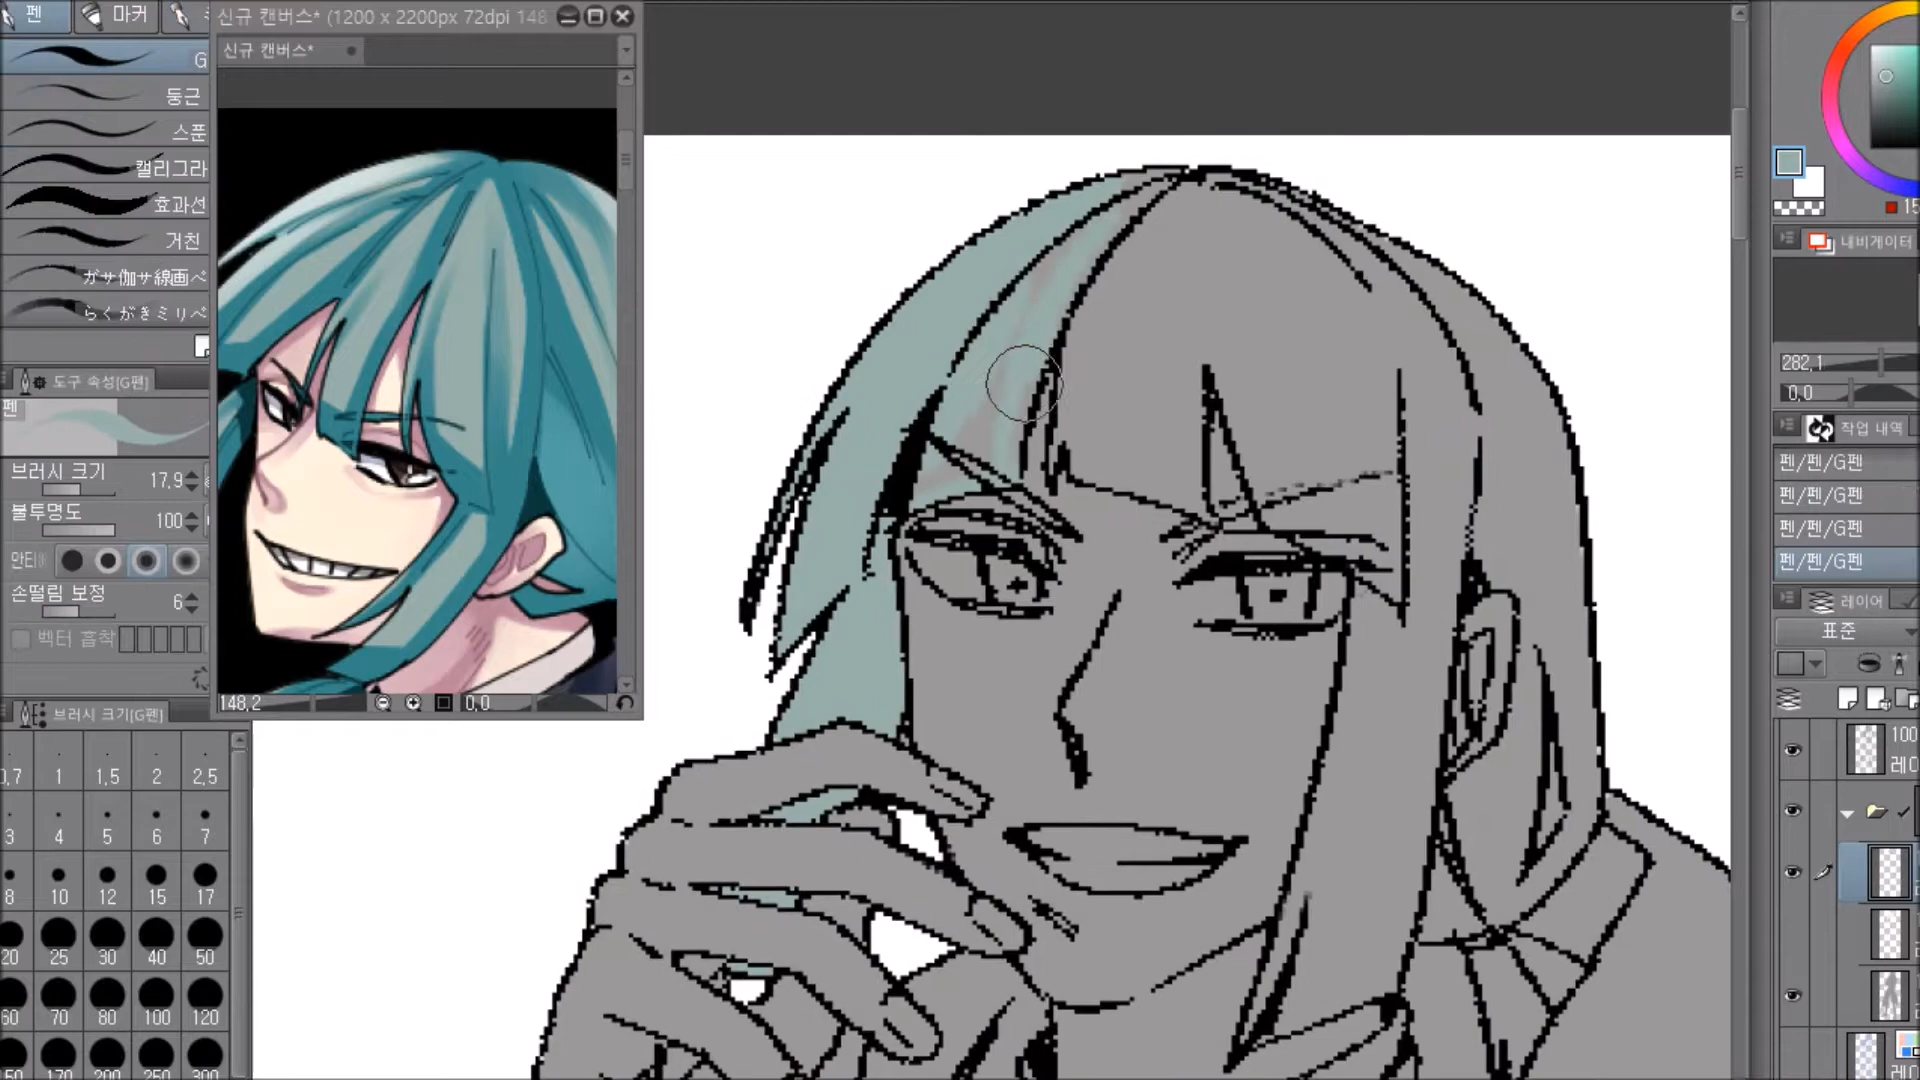 펜
마커
신규 캔버스* (1200 x 2200px 72dpi 148
신규 캔버스*
G
둥근
스푼
캘리그라
효과선
거친
ガサ伽サ線画ペ
らくがきミリペ
도구 속성[G펜]
펜
브러시 크기 17,9
불투명도 100
안티
손떨림 보정 6
벡터 흡착
148,2 0,0
브러시 크기[G펜]
0,7 1 1,5 2 2,5
3 4 5 6 7
8 10 12 15 17
20 25 30 40 50
60 70 80 100 120
150 170 200 250 300
15
내비게이터
282,1
0,0
작업 내역
펜/펜/G펜
펜/펜/G펜
펜/펜/G펜
펜/펜/G펜
레이어
표준
100
레이
레이